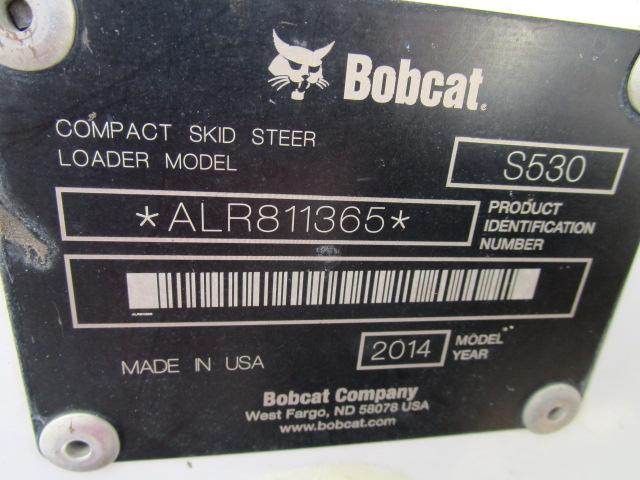 Bobcat.
COMPACT SKID STEER
LOADER MODEL
S530
*ALR811365*
PRODUCT
IDENTIFICATION
NUMBER
MADE IN USA
2014
MODEL
YEAR
Bobcat Company
West Fargo, ND 58078 USA
www.bobcat.com